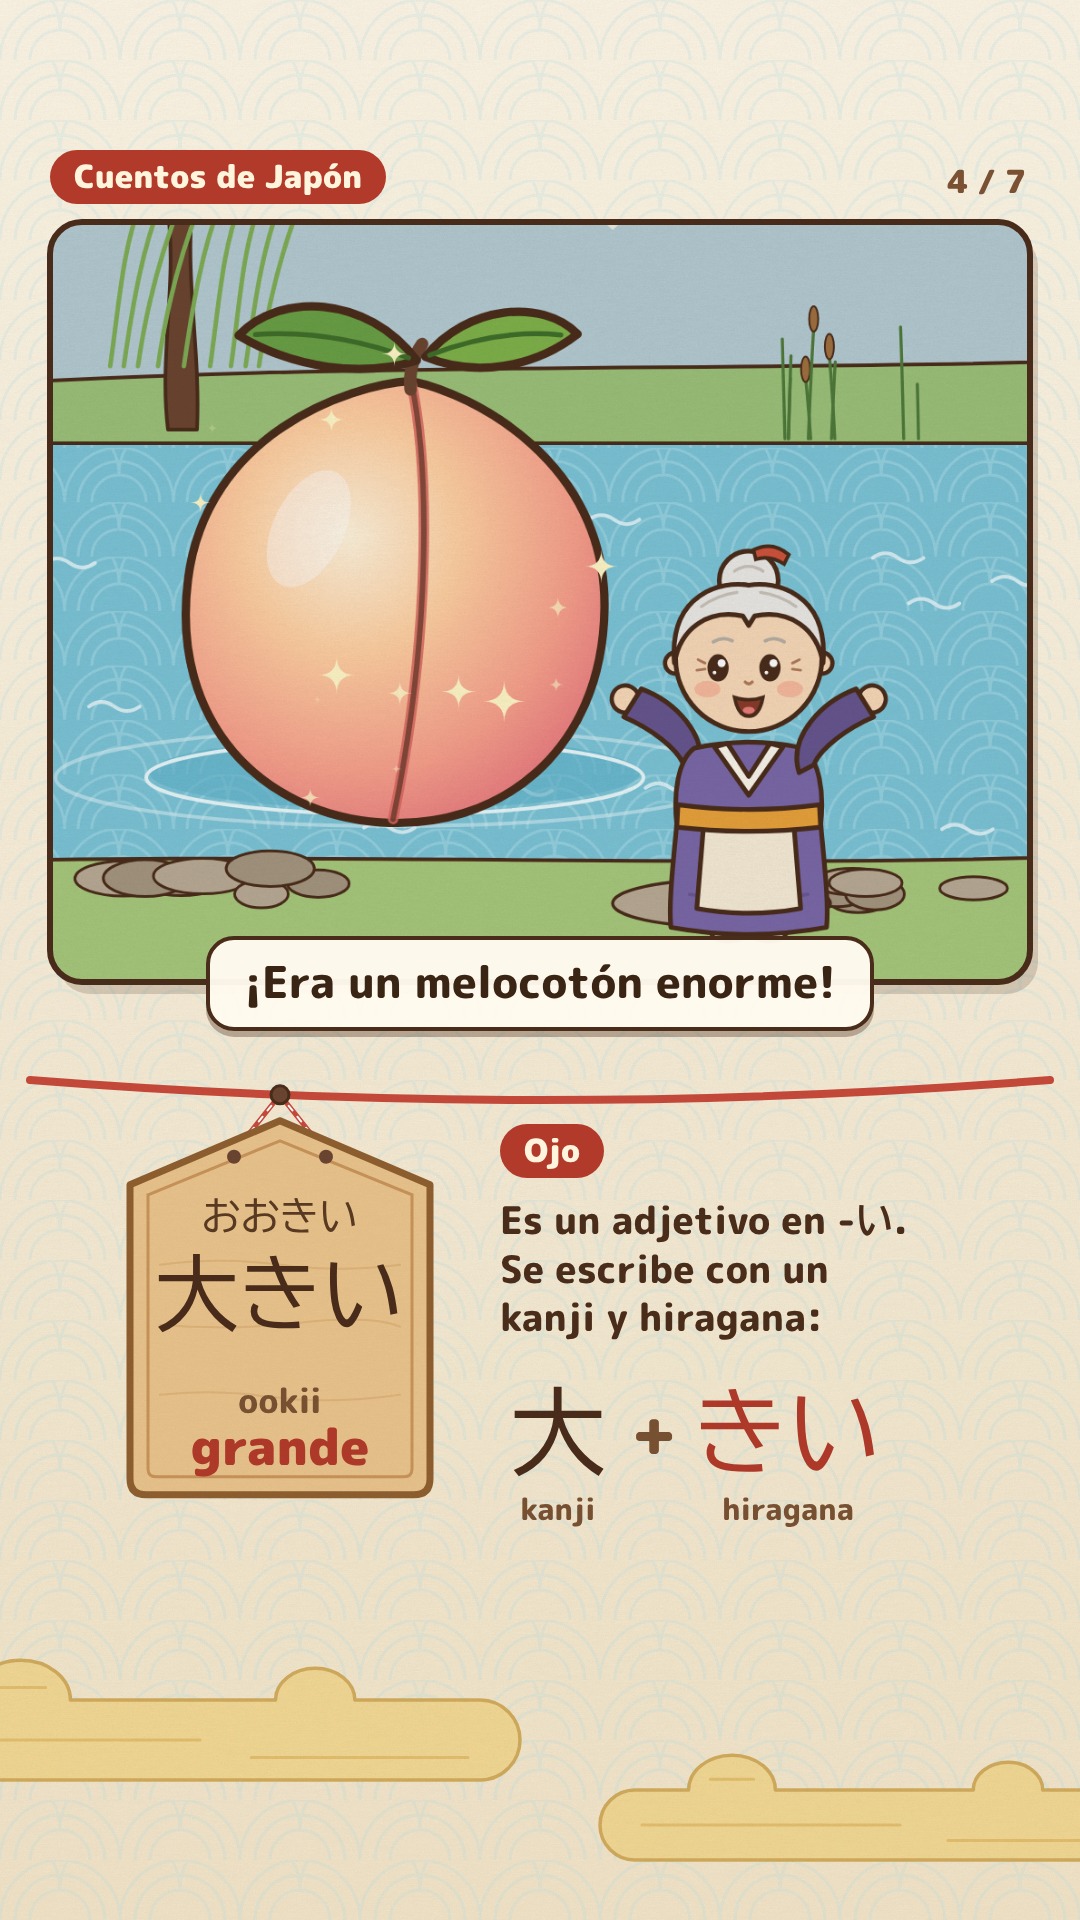 Cuentos de Japón
4 / 7
¡Era un melocotón enorme!
おおきい
大きい
ookii
grande
Ojo
Es un adjetivo en -い.
Se escribe con un
kanji y hiragana:
大 + きい
kanji hiragana